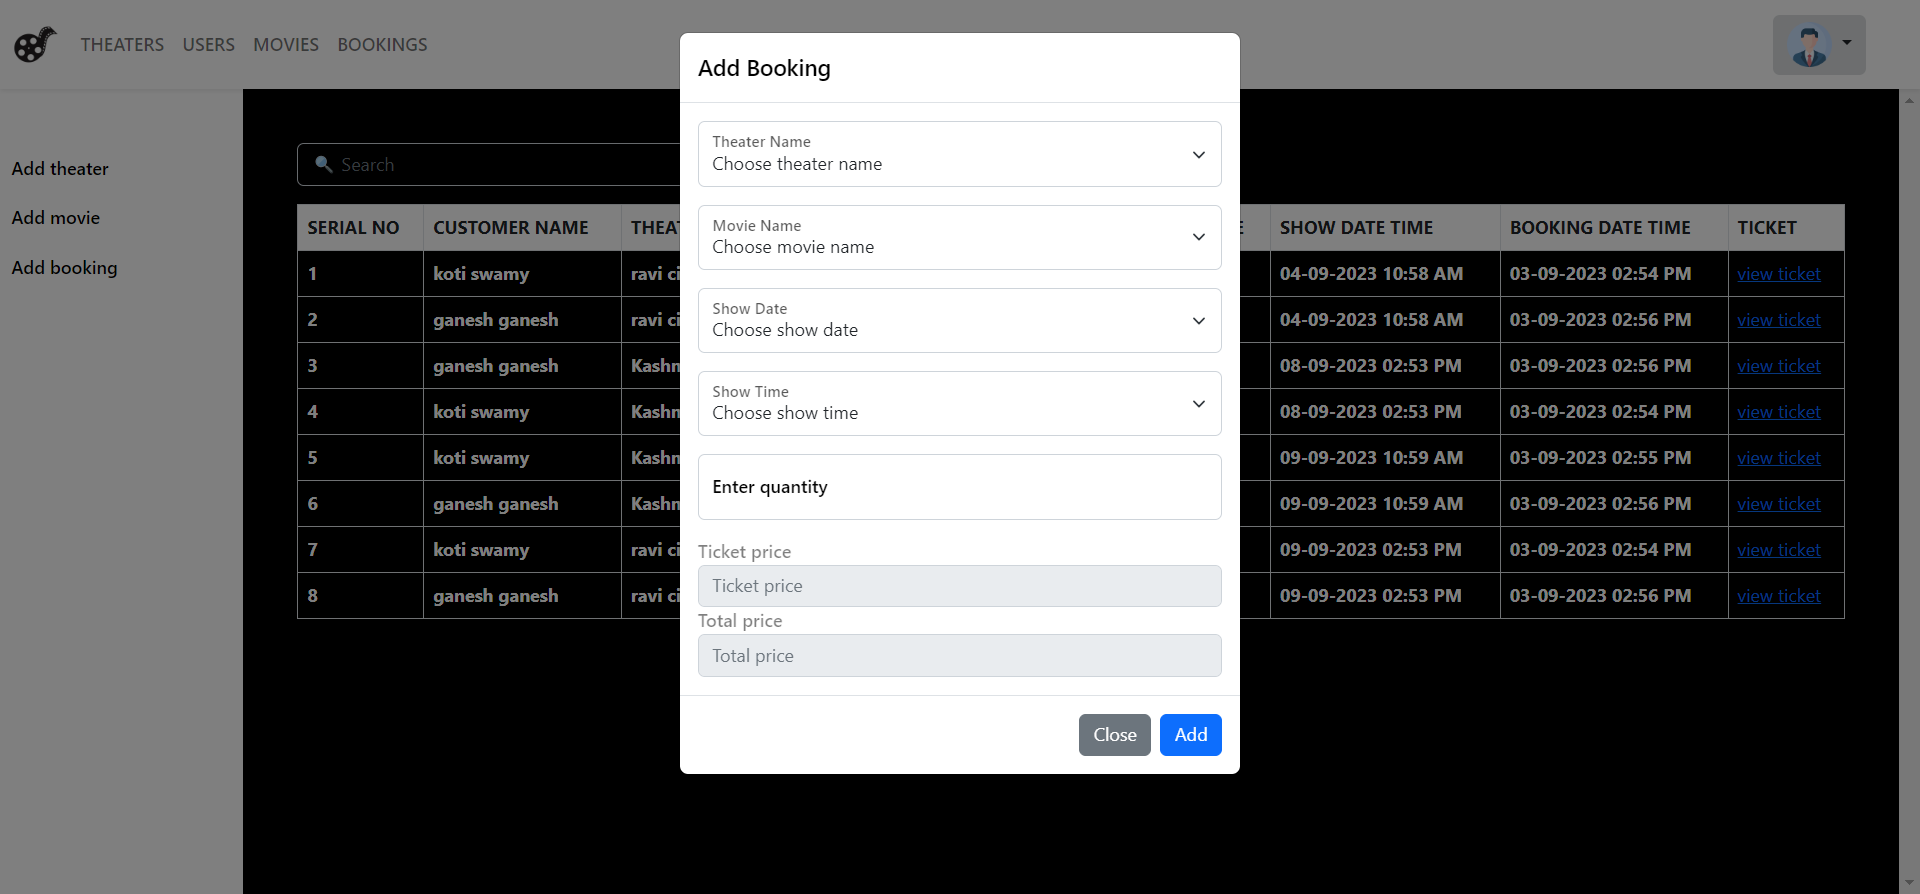 THEATERS USERS MOVIES BOOKINGS
Add theater
Add movie
Add booking
Search
SERIAL NO CUSTOMER NAME SHOW DATE TIME BOOKING DATE TIME TICKET
1 koti swamy ravi 04-09-2023 10:58 AM 03-09-2023 02:54 PM view ticket
2 ganesh ganesh ravi 04-09-2023 10:58 AM 03-09-2023 02:56 PM view ticket
3 ganesh ganesh 08-09-2023 02:53 PM 03-09-2023 02:56 PM view ticket
4 koti swamy 08-09-2023 02:53 PM 03-09-2023 02:54 PM view ticket
5 koti swamy 09-09-2023 10:59 AM 03-09-2023 02:55 PM view ticket
6 ganesh ganesh 09-09-2023 10:59 AM 03-09-2023 02:56 PM view ticket
7 koti swamy ravi 09-09-2023 02:53 PM 03-09-2023 02:54 PM view ticket
8 ganesh ganesh ravi 09-09-2023 02:53 PM 03-09-2023 02:56 PM view ticket
Add Booking
Theater Name
Choose theater name
Movie Name
Choose movie name
Show Date
Choose show date
Show Time
Choose show time
Enter quantity
Ticket price
Ticket price
Total price
Total price
Close Add